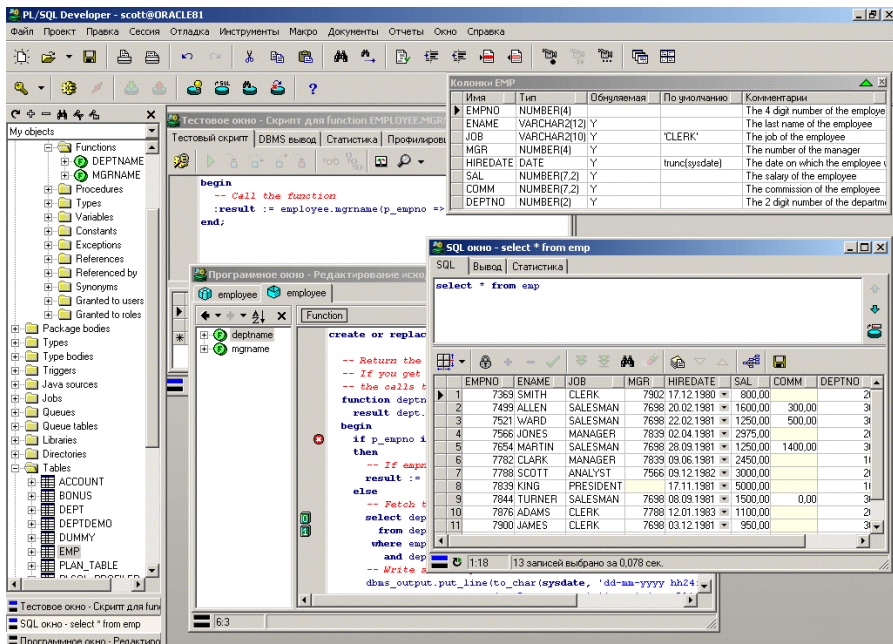 PL/SQL Developer - scott@ORACLE81
Файл Проект Правка Сессия Отладка Инструменты Макро Документы Отчеты Окно Справка
My objects
Functions
DEPTNAME
MGRNAME
Procedures
Types
Variables
Constants
Exceptions
References
Referenced by
Synonyms
Granted to users
Granted to roles
Package bodies
Types
Type bodies
Triggers
Java sources
Jobs
Queues
Queue tables
Libraries
Directories
Tables
ACCOUNT
BONUS
DEPT
DEPTDEMO
DUMMY
EMP
PLAN_TABLE
Тестовое окно - Скрипт для
SQL окно - select * from emp
Программное окно -
Тестовое окно - Скрипт для function EMPLOYEE.MGR
Тестовый скрипт DBMS вывод Статистика
begin
-- Call the function
:result := employee.mgrname(p_empno =>
end;
Колонки EMP
Имя Тип Обнуляемая По умолчанию Комментарии
EMPNO NUMBER(4) The 4 digit number of the employe
ENAME VARCHAR2(12) Y The last name of the employee
JOB VARCHAR2(10) Y 'CLERK' The job of the employee
MGR NUMBER(4) Y The number of the manager
HIREDATE DATE Y trunc(sysdate) The date on which the employee
SAL NUMBER(7,2) Y The salary of the employee
COMM NUMBER(7,2) Y The commission of the employee
DEPTNO NUMBER(2) Y The 2 digit number of the departme
Программное окно - Редактирование
employee employee
Function
deptname
mgrname
create or replac
-- Return the
-- If you get
-- the calls t
function deptn
result dept.
begin
if p_empno i
then
-- If empn
result :=
else
-- Fetch t
select dep
from dep
where emp
and dep
-- Write s
dbms_output.put_line(to_char(sysdate, 'dd-mm-yyyy hh24:
6:3
SQL окно - select * from emp
SQL Вывод Статистика
select * from emp
EMPNO ENAME JOB MGR HIREDATE SAL COMM DEPTNO
1 7369 SMITH CLERK 7902 17.12.1980 800,00 2
2 7499 ALLEN SALESMAN 7698 20.02.1981 1600,00 300,00 3
3 7521 WARD SALESMAN 7698 22.02.1981 1250,00 500,00 3
4 7566 JONES MANAGER 7839 02.04.1981 2975,00 2
5 7654 MARTIN SALESMAN 7698 28.09.1981 1250,00 1400,00 3
6 7782 CLARK MANAGER 7839 09.06.1981 2450,00 1
7 7788 SCOTT ANALYST 7566 09.12.1982 3000,00 2
8 7839 KING PRESIDENT 17.11.1981 5000,00 1
9 7844 TURNER SALESMAN 7698 08.09.1981 1500,00 0,00 3
10 7876 ADAMS CLERK 7788 12.01.1983 1100,00 2
11 7900 JAMES CLERK 7698 03.12.1981 950,00 3
1:18 13 записей выбрано за 0,078 сек.